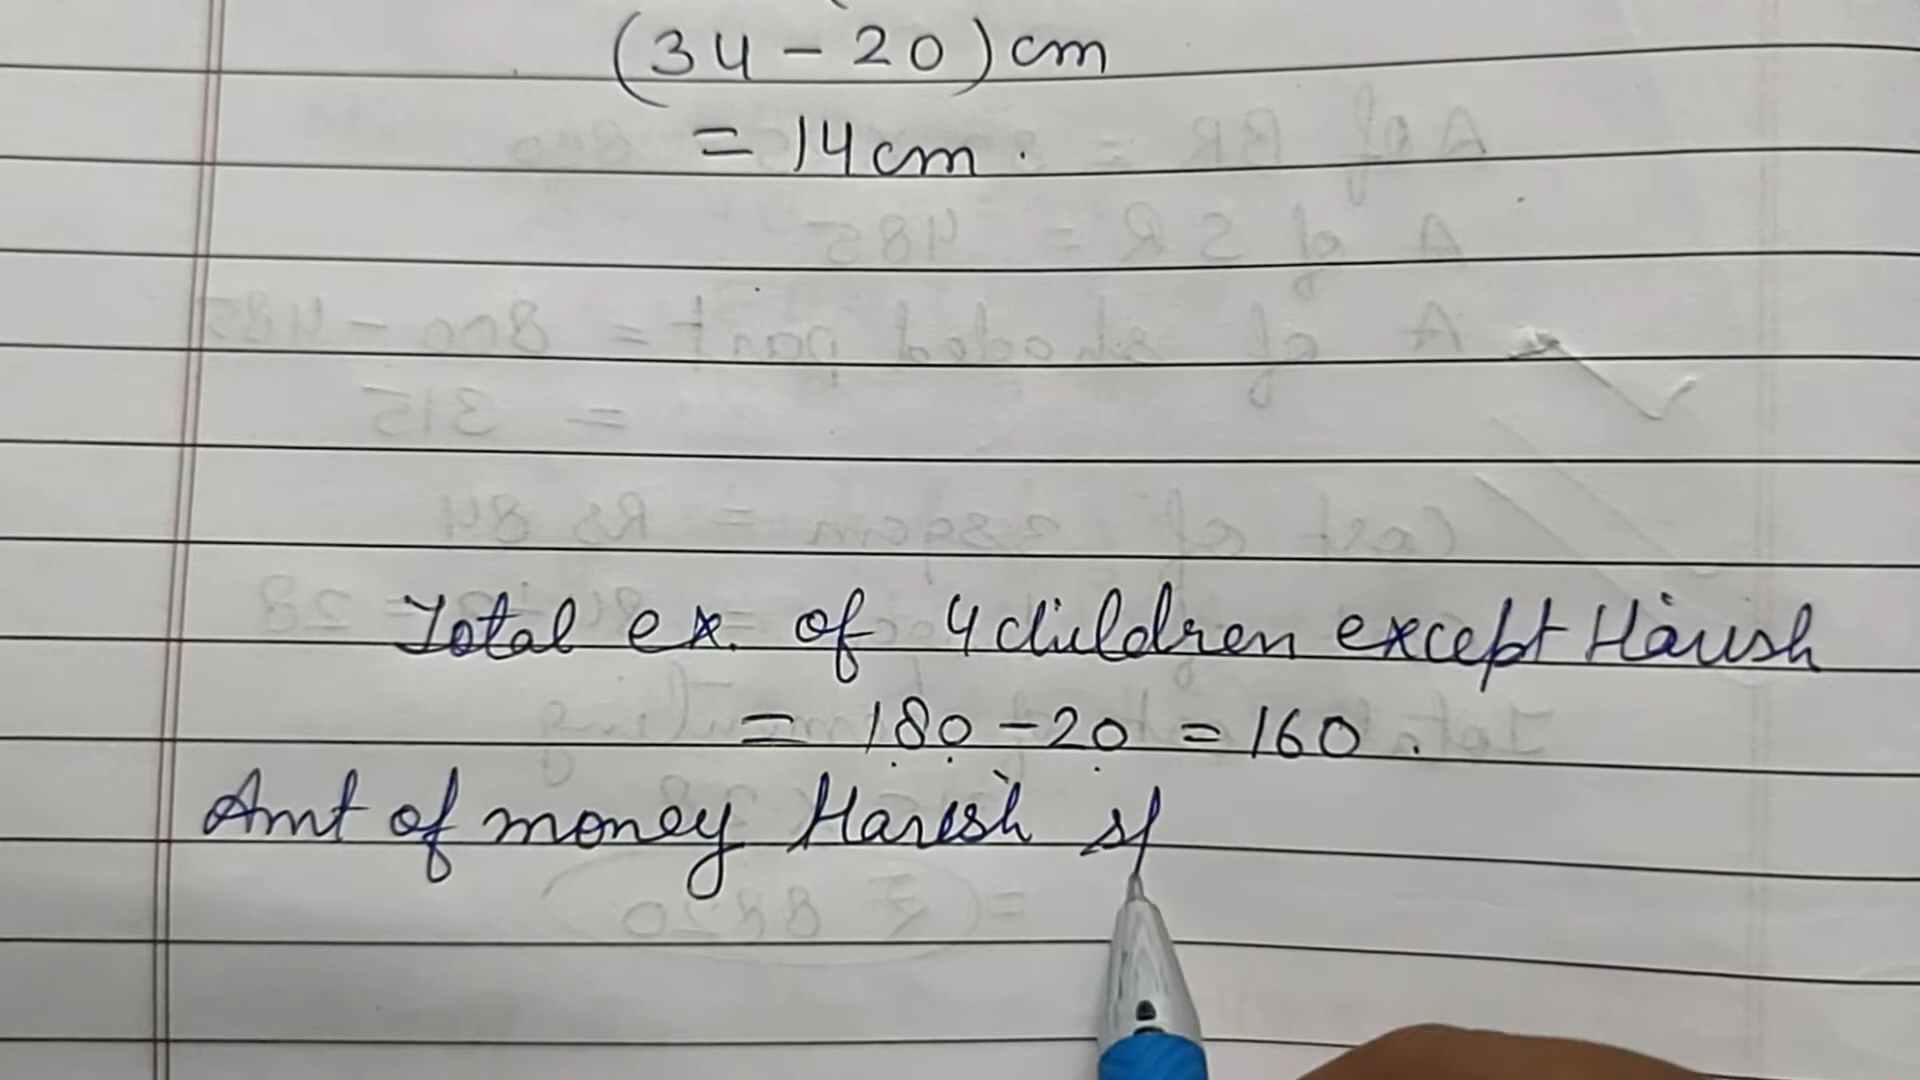 (34 - 20) cm
= 14 cm.
Total ex. of 4 children except Harish
= 180 - 20 = 160.
Amt of money Harish sp